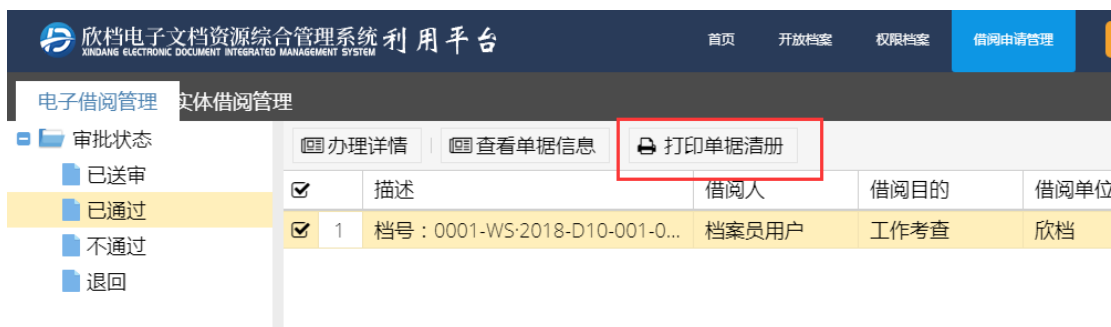 欣档电子文档资源综合管理系统利用平台
XINDANG ELECTRONIC DOCUMENT INTEGRATED MANAGEMENT SYSTEM
首页 开放档案 权限档案 借阅申请管理
电子借阅管理 实体借阅管理
审批状态
已送审
已通过
不通过
退回
办理详情 查看单据信息 打印单据清册
描述 借阅人 借阅目的 借阅单位
1 档号：0001-WS·2018-D10-001-0... 档案员用户 工作考查 欣档